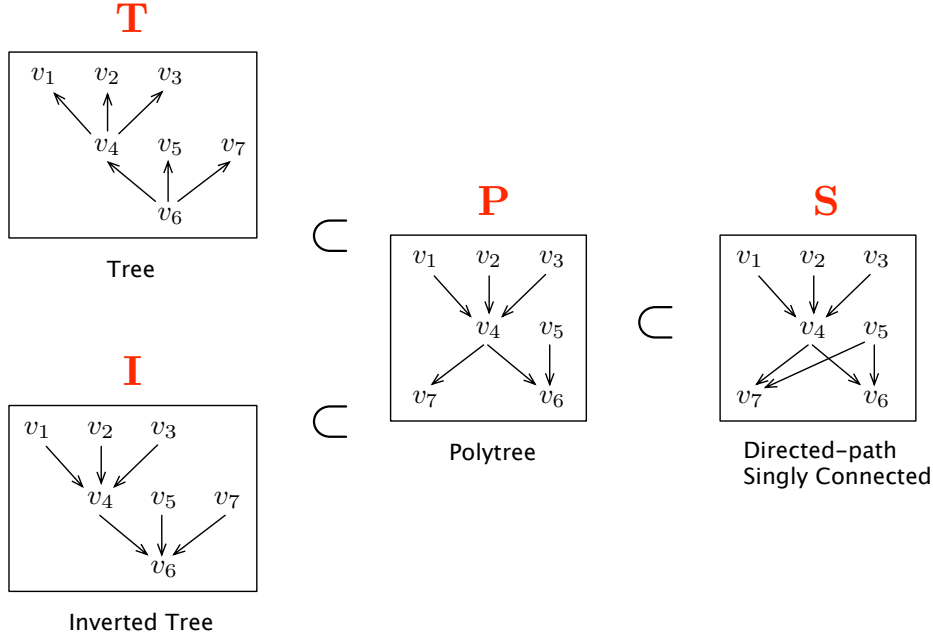 T
v1 v2 v3
v4 v5 v7
v6
Tree
⊂
I
v1 v2 v3
v4 v5 v7
v6
Inverted Tree
⊂
P
v1 v2 v3
v4 v5
v7 v6
Polytree
⊂
S
v1 v2 v3
v4 v5
v7 v6
Directed-path
Singly Connected